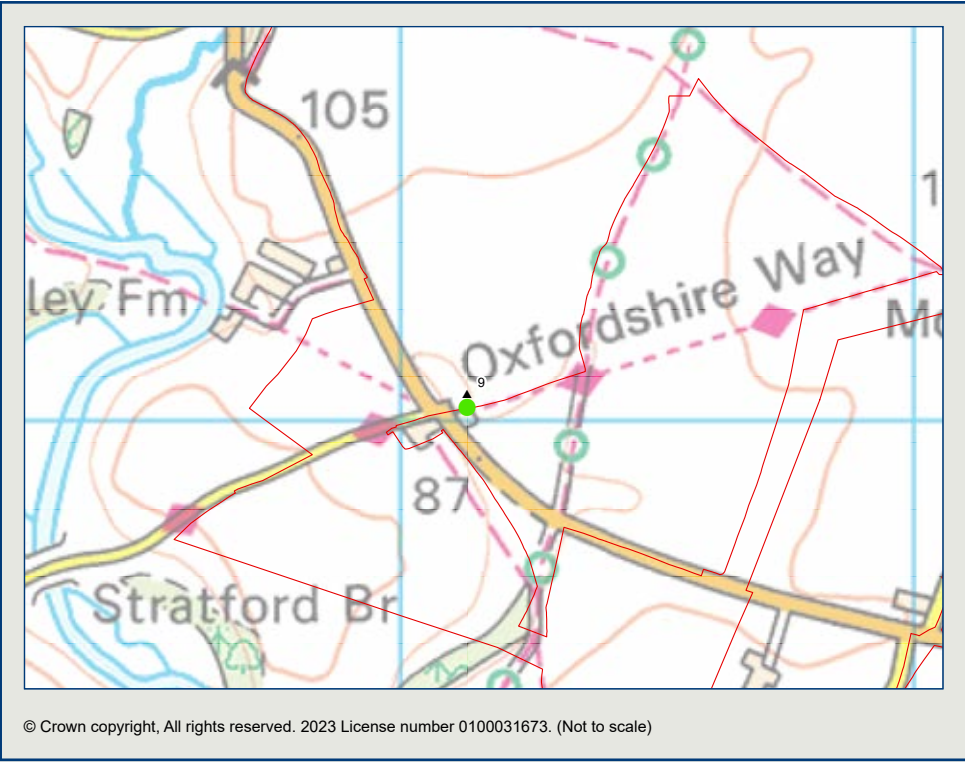 105
1
ley Fm
Oxfordshire Way
9
87
Stratford Br
© Crown copyright, All rights reserved. 2023 License number 0100031673. (Not to scale)